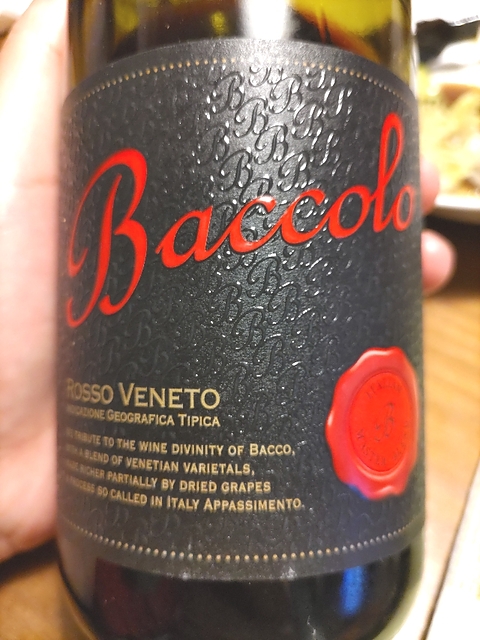 Baccolo
Rosso Veneto
Indicazione Geografica Tipica
tribute to the wine divinity of Bacco,
a blend of Venetian varietals,
richer partially by dried grapes
process so called in Italy Appassimento.